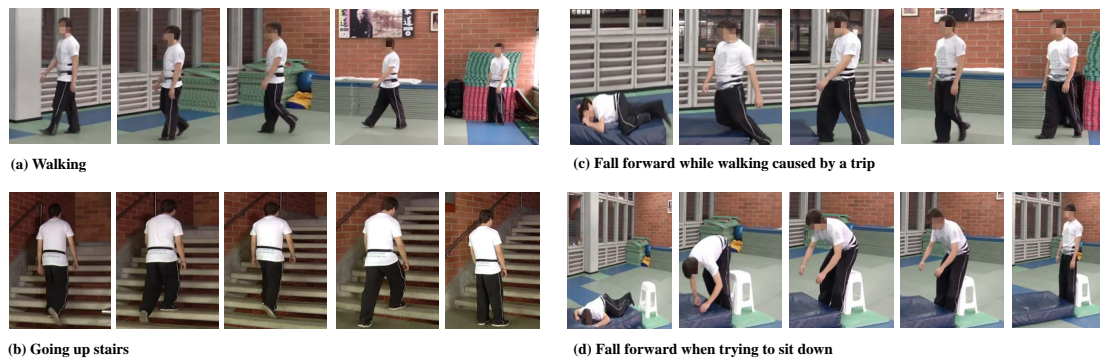 (a) Walking
(c) Fall forward while walking caused by a trip
(b) Going up stairs
(d) Fall forward when trying to sit down